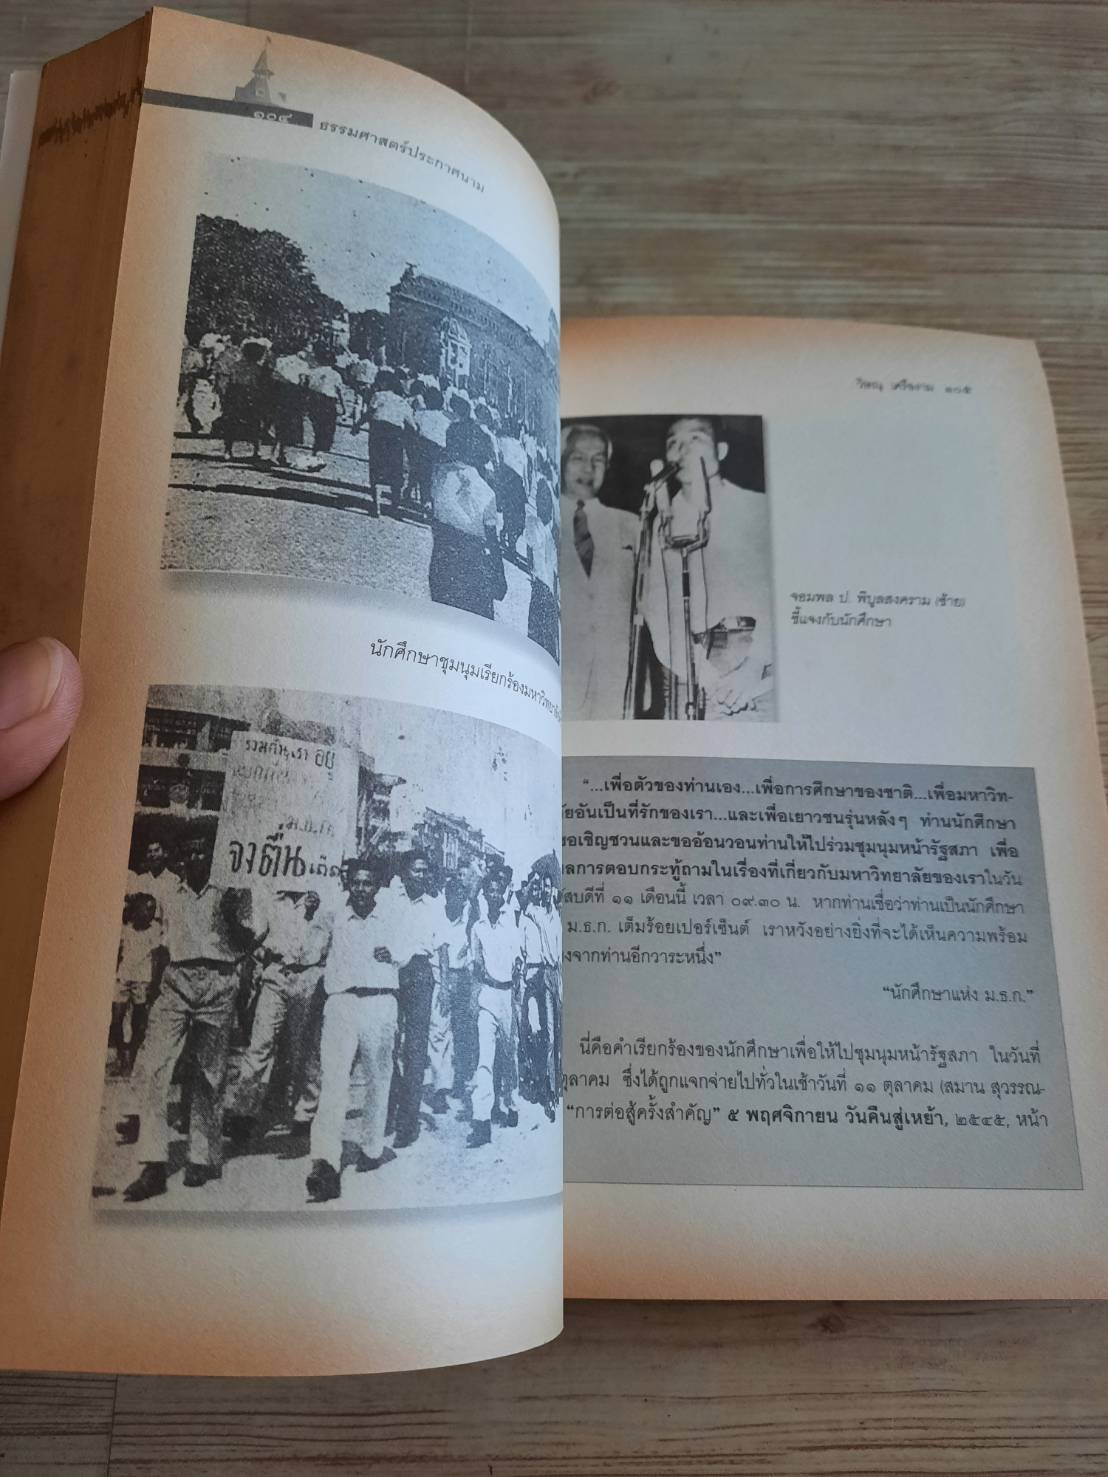 ๑๐๔ ธรรมศาสตร์ประกาศนาม
นักศึกษาชุมนุมเรียกร้องมหาวิทยาลัย
รวมกันเรา อยู่
ม.ธ.ก.
จงตื่นเถิด
วิษณุ เครืองาม ๑๐๕
จอมพล ป. พิบูลสงคราม (ซ้าย)
ชี้แจงกับนักศึกษา
“...เพื่อตัวของท่านเอง...เพื่อการศึกษาของชาติ...เพื่อมหาวิท-
ยอันเป็นที่รักของเรา...และเพื่อเยาวชนรุ่นหลังๆ ท่านนักศึกษา
รอเชิญชวนและขออ้อนวอนท่านให้ไปร่วมชุมนุมหน้ารัฐสภา เพื่อ
ลการตอบกระทู้ถามในเรื่องที่เกี่ยวกับมหาวิทยาลัยของเราในวัน
ัสบดีที่ ๑๑ เดือนนี้ เวลา ๐๙.๓๐ น. หากท่านเชื่อว่าท่านเป็นนักศึกษา
ม.ธ.ก. เต็มร้อยเปอร์เซ็นต์ เราหวังอย่างยิ่งที่จะได้เห็นความพร้อม
งจากท่านอีกวาระหนึ่ง”
“นักศึกษาแห่ง ม.ธ.ก.”
นี่คือคำเรียกร้องของนักศึกษาเพื่อให้ไปชุมนุมหน้ารัฐสภา ในวันที่
ตุลาคม ซึ่งได้ถูกแจกจ่ายไปทั่วในเช้าวันที่ ๑๑ ตุลาคม (สมาน สุวรรณ-
“การต่อสู้ครั้งสำคัญ” ๕ พฤศจิกายน วันคืนสู่เหย้า, ๒๕๔๕, หน้า